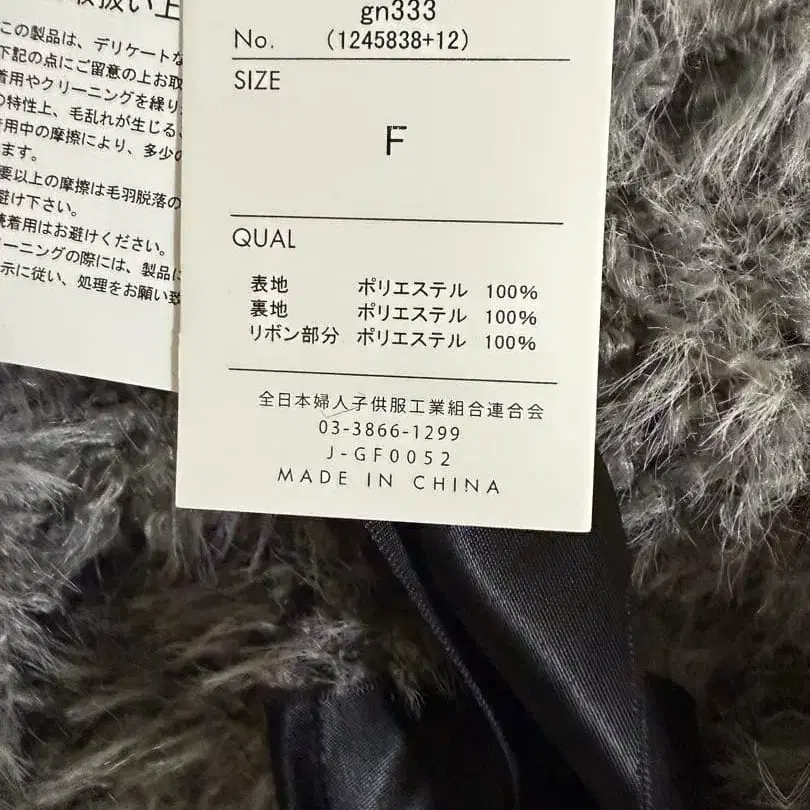 取扱い上
この製品は、デリケートな
下記の点にご留意の上お取
着用やクリーニングを繰り
の特性上、毛乱れが生じる
着用中の摩擦により、多少の
ます。
要以上の摩擦は毛羽脱落の
避け下さい。
続着用はお避けください。
ーニングの際には、製品に
示に従い、処理をお願い致
gn333
No. (1245838+12)
SIZE
F
QUAL
表地 ポリエステル 100%
裏地 ポリエステル 100%
リボン部分 ポリエステル 100%
全日本婦人子供服工業組合連合会
03-3866-1299
J-GF0052
MADE IN CHINA